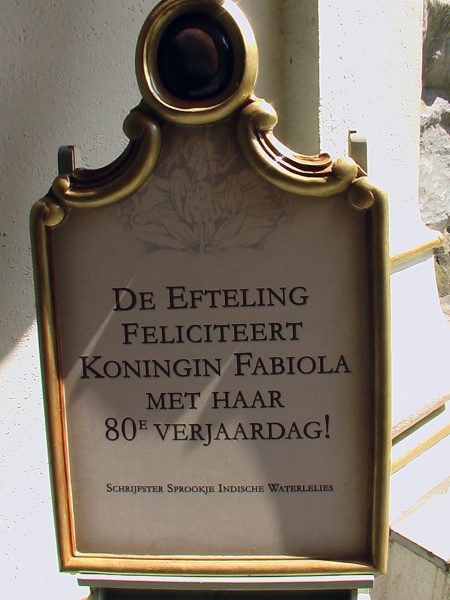 De Efteling
Feliciteert
Koningin Fabiola
met haar
80e verjaardag!
Schrijfster Sprookje Indische Waterlelies